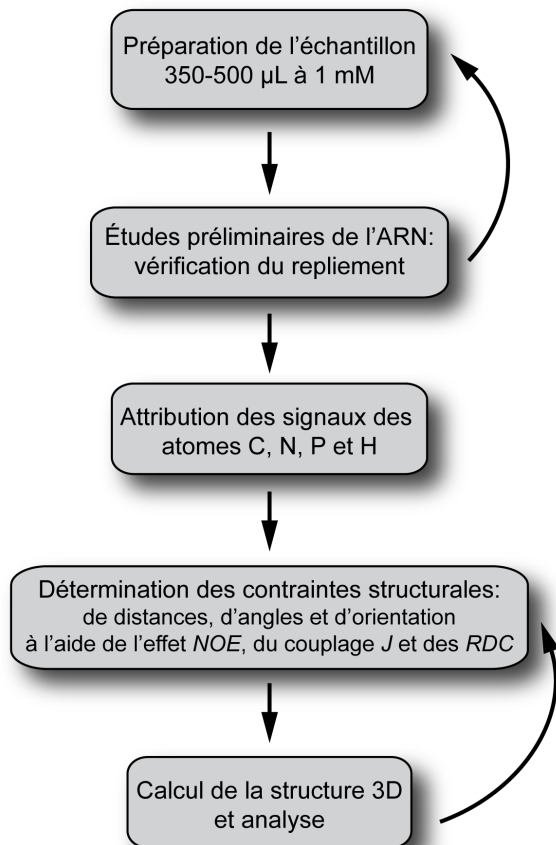 Préparation de l'échantillon
350-500 µL à 1 mM
Études préliminaires de l'ARN:
vérification du repliement
Attribution des signaux des
atomes C, N, P et H
Détermination des contraintes structurales:
de distances, d'angles et d'orientation
à l'aide de l'effet NOE, du couplage J et des RDC
Calcul de la structure 3D
et analyse